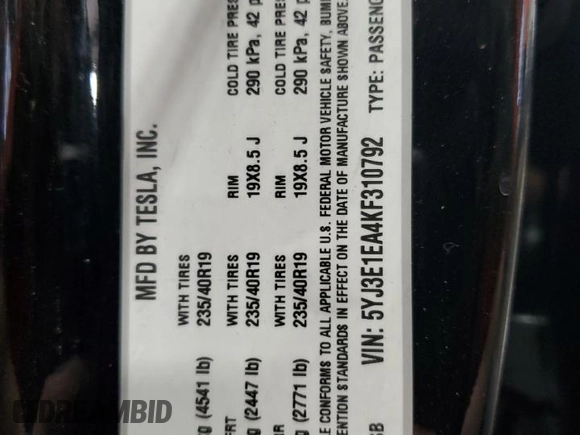 MFD BY TESLA, INC.
WITH TIRES
(4541 lb) 235/40R19
FRT WITH TIRES RIM COLD TIRE PRES
(2447 lb) 235/40R19 19X8.5 J 290 kPa, 42 p
WITH TIRES RIM COLD TIRE PRES
(2771 lb) 235/40R19 19X8.5 J 290 kPa, 42 p
CONFORMS TO ALL APPLICABLE U.S. FEDERAL MOTOR VEHICLE SAFETY, BUM
ENTION STANDARDS IN EFFECT ON THE DATE OF MANUFACTURE SHOWN ABOVE.
VIN: 5YJ3E1EA4KF310792 TYPE: PASSENG
DREAMBID